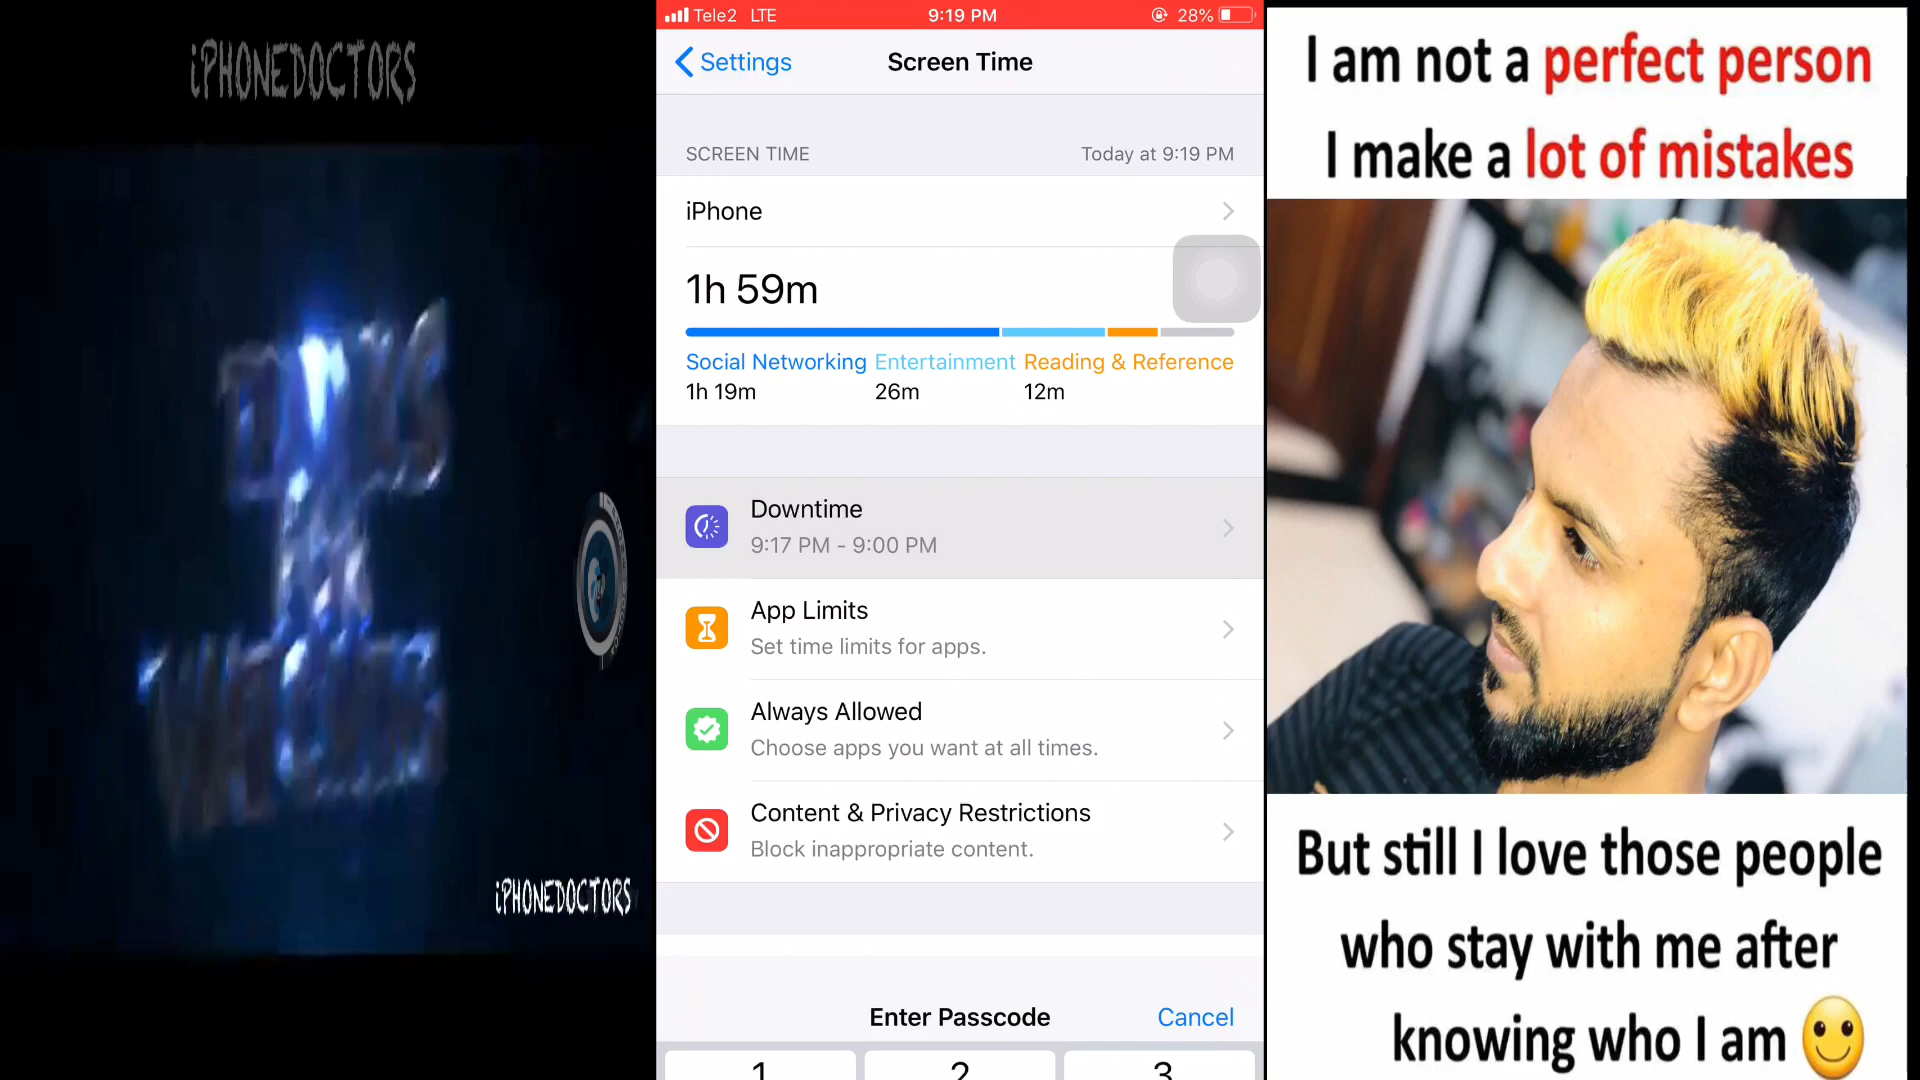 iPHONEDOCTORS
iPHONEDOCTORS
Tele2 LTE 9:19 PM 28%
Settings Screen Time
SCREEN TIME Today at 9:19 PM
iPhone
1h 59m
Social Networking Entertainment Reading & Reference
1h 19m 26m 12m
Downtime
9:17 PM - 9:00 PM
App Limits
Set time limits for apps.
Always Allowed
Choose apps you want at all times.
Content & Privacy Restrictions
Block inappropriate content.
Enter Passcode Cancel
1 2 3
I am not a perfect person
I make a lot of mistakes
But still I love those people
who stay with me after
knowing who I am